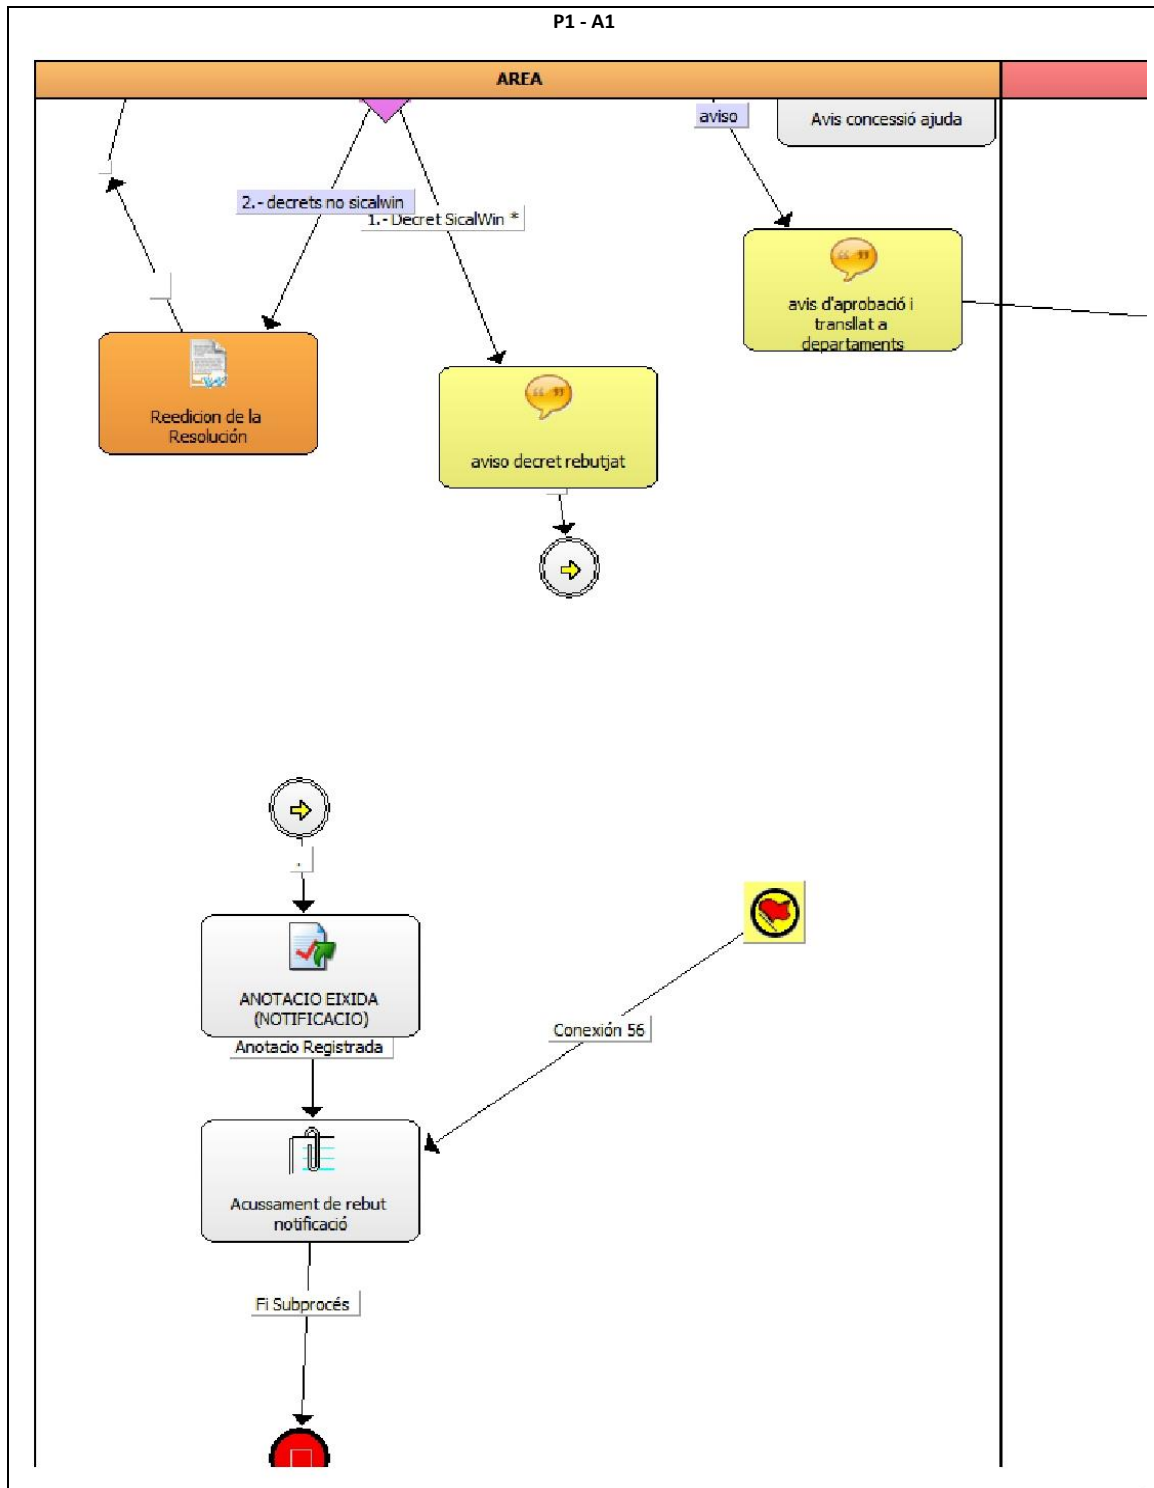 P1 - A1
AREA
aviso
Avis concessió ajuda
2.- decrets no sicalwin
1.- Decret SicalWin *
avis d'aprobació i
transllat a
departaments
Reedicion de la
Resolución
aviso decret rebutjat
.
ANOTACIO EIXIDA
(NOTIFICACIO)
Anotacio Registrada
Conexión 56
Acussament de rebut
notificació
Fi Subprocés